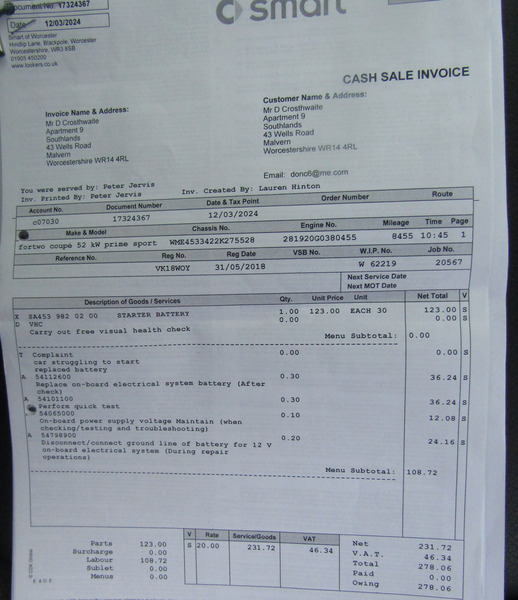 Document No. 17324367
Date 12/03/2024
Smart of Worcester
Hindlip Lane, Blackpole, Worcester
Worcestershire, WR3 8SB
01905 450200
www.lookers.co.uk
smart
CASH SALE INVOICE
Invoice Name & Address:
Mr D Crosthwaite
Apartment 9
Southlands
43 Wells Road
Malvern
Worcestershire WR14 4RL
Customer Name & Address:
Mr D Crosthwaite
Apartment 9
Southlands
43 Wells Road
Malvern
Worcestershire WR14 4RL
Email: dono6@me.com
You were served by: Peter Jervis
Inv. Printed By: Peter Jervis Inv. Created By: Lauren Hinton
Account No. Document Number Date & Tax Point Order Number Route
c07030 17324367 12/03/2024
Make & Model Chassis No. Engine No. Mileage Time Page
fortwo coupe 52 kW prime sport WME4533422K275528 281920G0380455 8455 10:45 1
Reference No. Reg No. Reg Date VSB No. W.I.P. No. Job No.
VK18WOY 31/05/2018 W 62219 20567
Next Service Date
Next MOT Date
Description of Goods / Services Qty. Unit Price Unit Net Total V
X SA453 982 02 00 STARTER BATTERY 1.00 123.00 EACH 30 123.00 S
D VHC 0.00 0.00 S
Carry out free visual health check
Menu Subtotal: 0.00
T Complaint 0.00 0.00 S
car struggling to start
replaced battery
A 54112600 0.30 36.24 S
Replace on-board electrical system battery (After
check)
A 54101100 0.30 36.24 S
Perform quick test
54065000 0.10 12.08 S
On-board power supply voltage Maintain (when
checking/testing and troubleshooting)
A 54798900 0.20 24.16 S
Disconnect/connect ground line of battery for 12 V
on-board electrical system (During repair
operations)
Menu Subtotal: 108.72
Parts 123.00
Surcharge 0.00
Labour 108.72
Sublet 0.00
Menus 0.00
V Rate Service/Goods VAT
S 20.00 231.72 46.34
Net 231.72
V.A.T. 46.34
Total 278.06
Paid 0.00
Owing 278.06